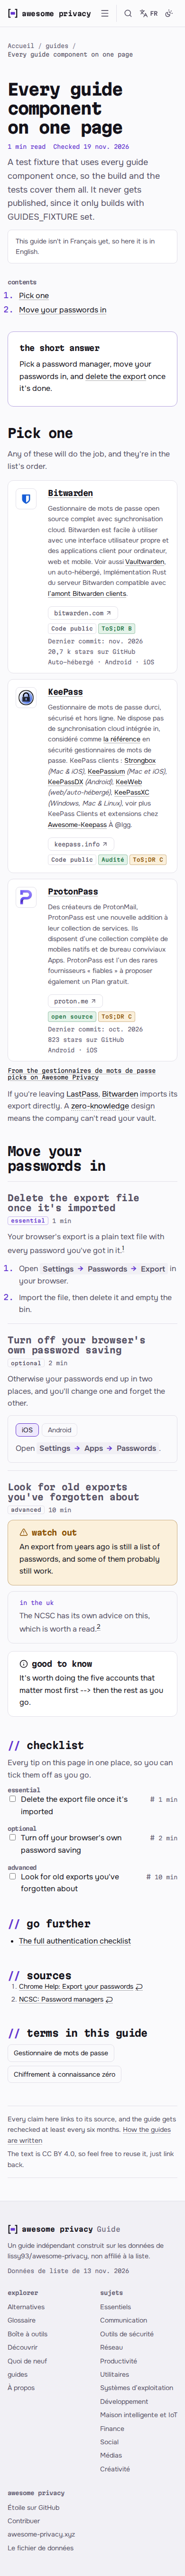 awesome privacy
FR
Accueil / guides /
Every guide component on one page
Every guide
component
on one page
1 min read Checked 19 nov. 2026
A test fixture that uses every guide
component once, so the build and the
tests cover them all. It never gets
published, since it only builds with
GUIDES_FIXTURE set.
This guide isn't in Français yet, so here it is in
English.
contents
1. Pick one
2. Move your passwords in
the short answer
Pick a password manager, move your
passwords in, and delete the export once
it's done.
Pick one
Any of these will do the job, and they're in the
list's order.
Bitwarden
Gestionnaire de mots de passe open
source complet avec synchronisation
cloud. Bitwarden est facile à utiliser
avec une interface utilisateur propre et
des applications client pour ordinateur,
web et mobile. Voir aussi Vaultwarden,
un auto-hébergé, Implémentation Rust
du serveur Bitwarden compatible avec
l'amont Bitwarden clients.
bitwarden.com ↗
Code public ToS;DR B
Dernier commit: nov. 2026
20,7 k stars sur GitHub
Auto-hébergé · Android · iOS
KeePass
Gestionnaire de mots de passe durci,
sécurisé et hors ligne. Ne dispose pas
de synchronisation cloud intégrée in,
considéré comme la référence en
sécurité gestionnaires de mots de
passe. KeePass clients : Strongbox
(Mac & iOS), KeePassium (Mac et iOS),
KeePassDX (Android), KeeWeb
(web/auto-hébergé), KeePassXC
(Windows, Mac & Linux), voir plus
KeePass Clients et extensions chez
Awesome-Keepass À @lgg.
keepass.info ↗
Code public Audité ToS;DR C
ProtonPass
Des créateurs de ProtonMail,
ProtonPass est une nouvelle addition à
leur collection de services. Ils
disposent d'un collection complète de
mobiles natifs et de bureau conviviaux
Apps. ProtonPass est l'un des rares
fournisseurs « fiables » à proposer
également un Plan gratuit.
proton.me ↗
open source ToS;DR C
Dernier commit: oct. 2026
823 stars sur GitHub
Android · iOS
From the gestionnaires de mots de passe
picks on Awesome Privacy
If you're leaving LastPass, Bitwarden imports its
export directly. A zero-knowledge design
means the company can't read your vault.
Move your
passwords in
Delete the export file
once it's imported
essential 1 min
Your browser's export is a plain text file with
every password you've got in it.1
1. Open Settings → Passwords → Export in
your browser.
2. Import the file, then delete it and empty the
bin.
Turn off your browser's
own password saving
optional 2 min
Otherwise your passwords end up in two
places, and you'll change one and forget the
other.
iOS Android
Open Settings → Apps → Passwords.
Look for old exports
you've forgotten about
advanced 10 min
watch out
An export from years ago is still a list of
passwords, and some of them probably
still work.
in the uk
The NCSC has its own advice on this,
which is worth a read.2
good to know
It's worth doing the five accounts that
matter most first --> then the rest as you
go.
// checklist
Every tip on this page in one place, so you can
tick them off as you go.
essential
Delete the export file once it's
imported
# 1 min
optional
Turn off your browser's own
password saving
# 2 min
advanced
Look for old exports you've
forgotten about
# 10 min
// go further
• The full authentication checklist
// sources
1. Chrome Help: Export your passwords
2. NCSC: Password managers
// terms in this guide
Gestionnaire de mots de passe
Chiffrement à connaissance zéro
Every claim here links to its source, and the guide gets
rechecked at least every six months. How the guides
are written
The text is CC BY 4.0, so feel free to reuse it, just link
back.
awesome privacy Guide
Un guide indépendant construit sur les données de
lissy93/awesome-privacy, non affilié à la liste.
Données de liste de 13 nov. 2026
explorer
Alternatives
Glossaire
Boîte à outils
Découvrir
Quoi de neuf
guides
À propos
sujets
Essentiels
Communication
Outils de sécurité
Réseau
Productivité
Utilitaires
Systèmes d'exploitation
Développement
Maison intelligente et IoT
Finance
Social
Médias
Créativité
awesome privacy
Étoile sur GitHub
Contribuer
awesome-privacy.xyz
Le fichier de données